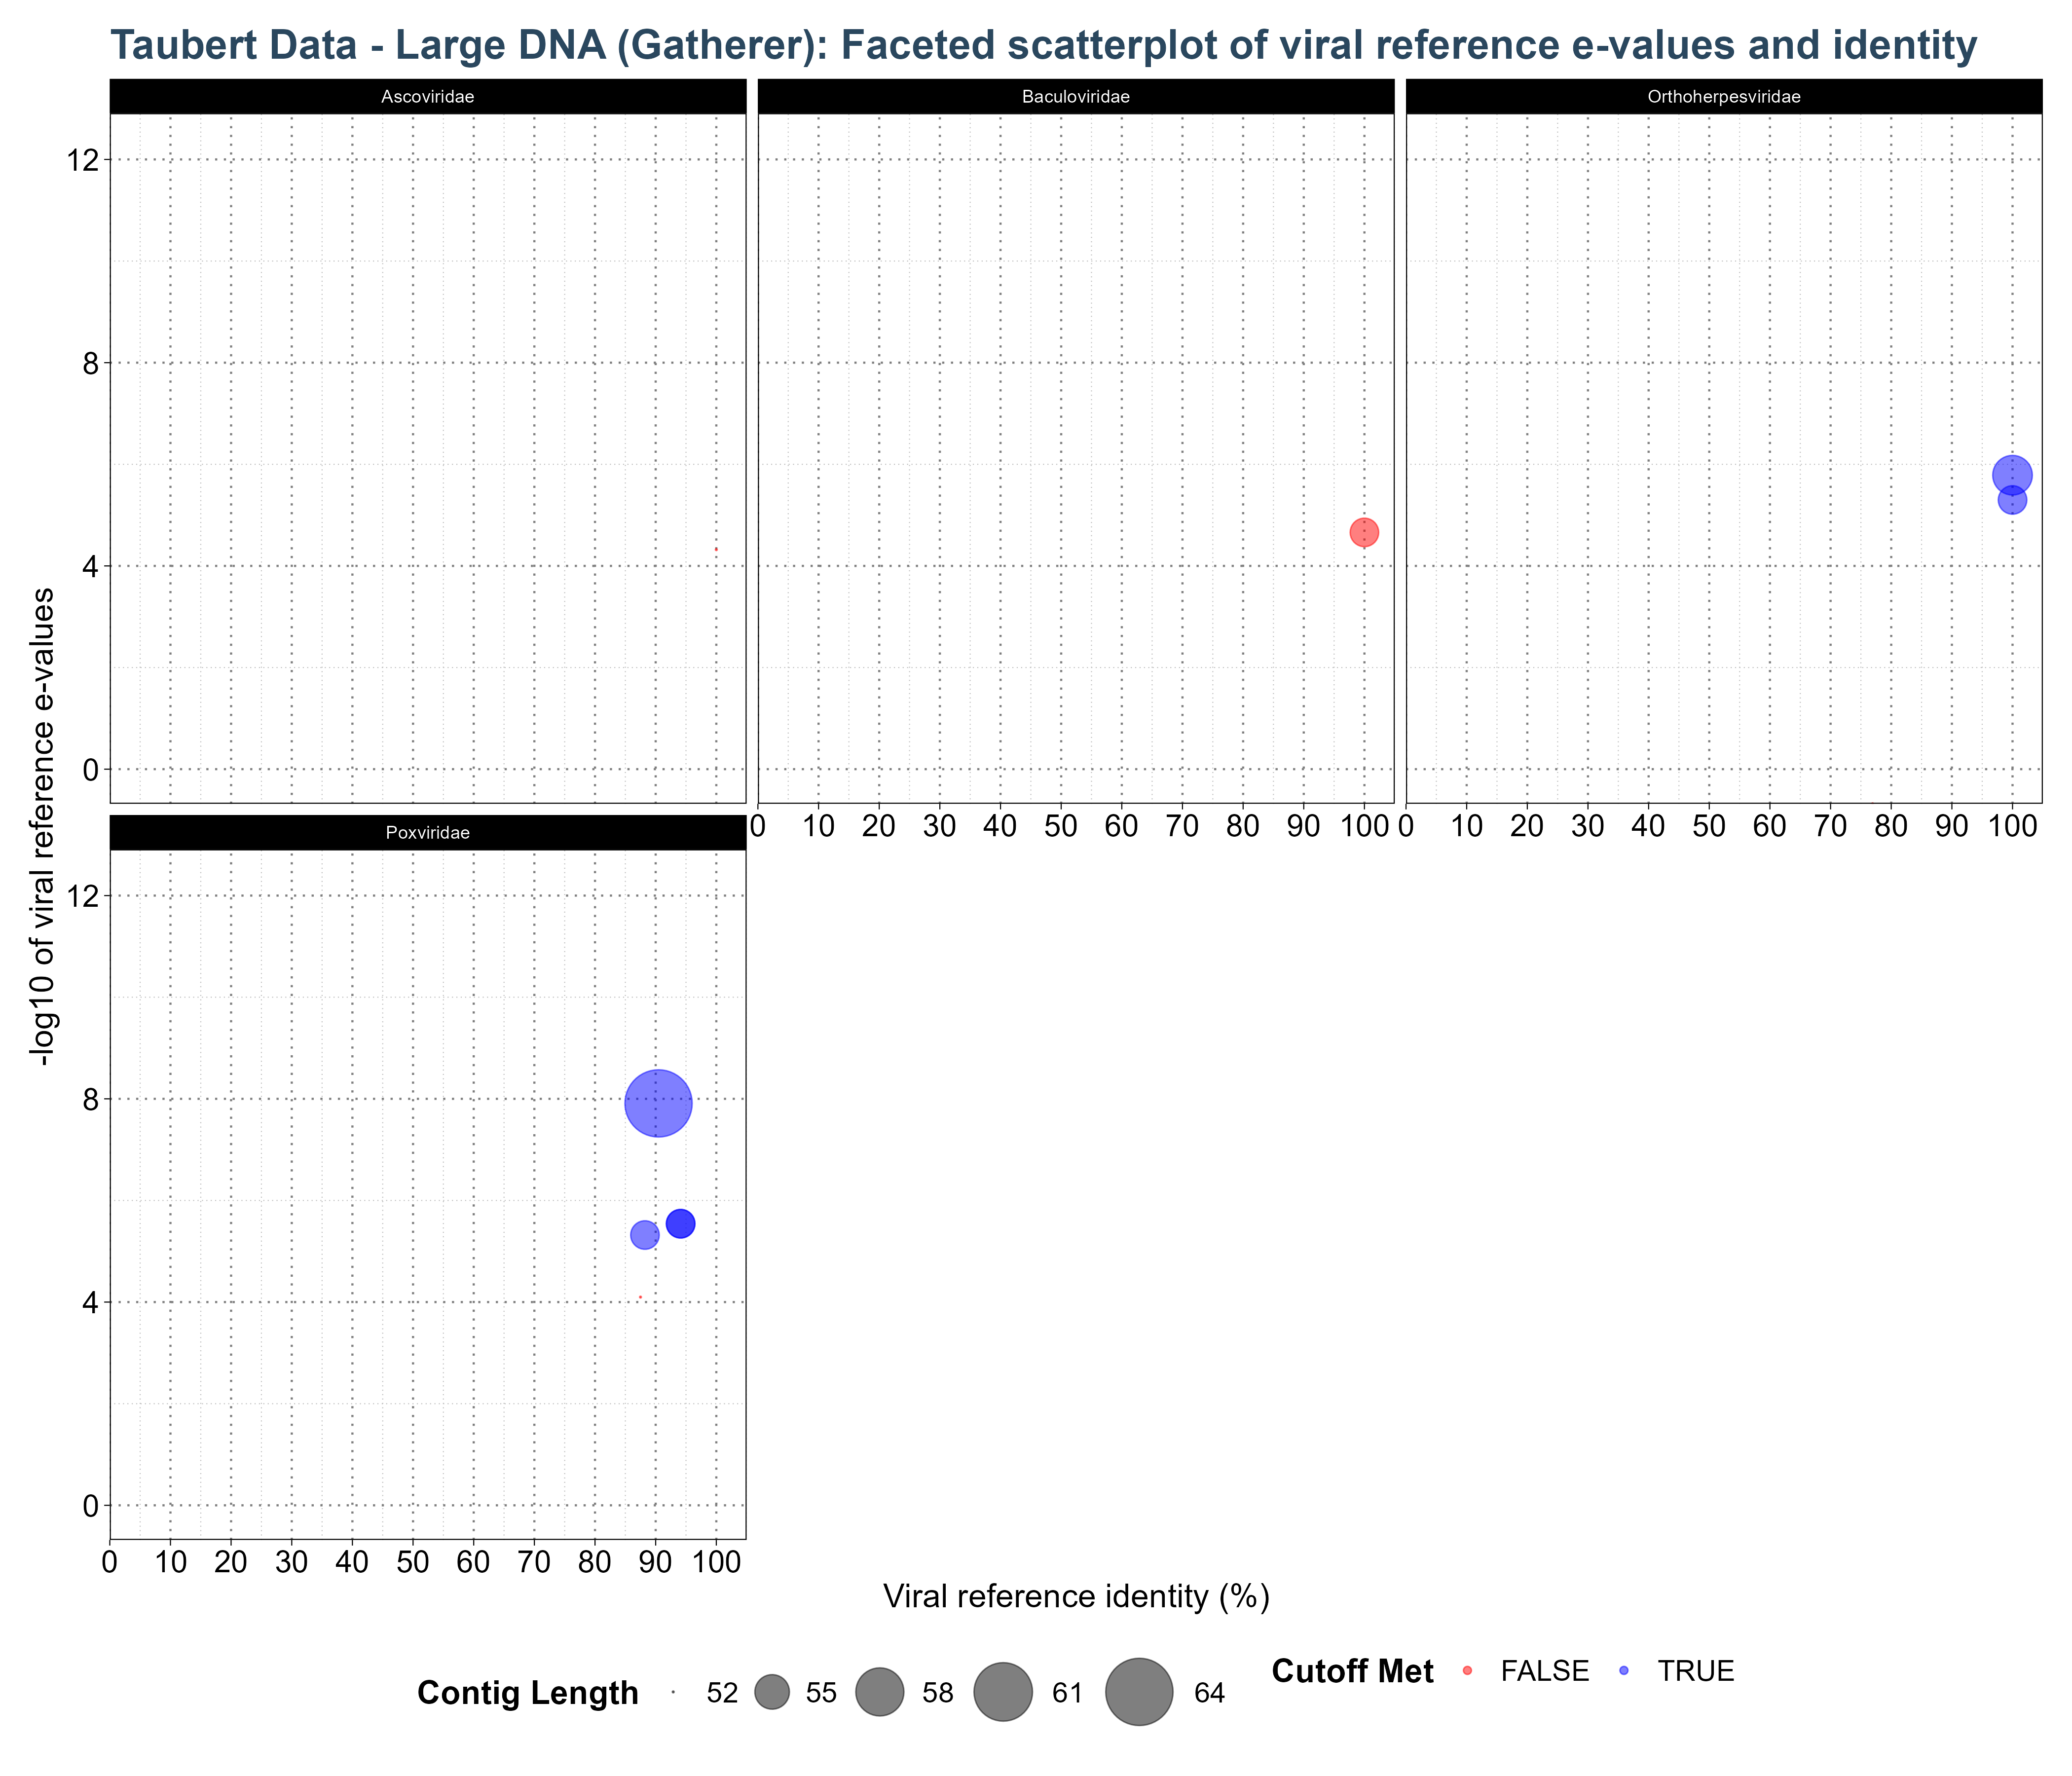 Taubert Data - Large DNA (Gatherer): Faceted scatterplot of viral reference e-values and identity
Ascoviridae
Baculoviridae
Orthoherpesviridae
12
8
4
0
0 10 20 30 40 50 60 70 80 90 100
0 10 20 30 40 50 60 70 80 90 100
Poxviridae
12
8
4
0
0 10 20 30 40 50 60 70 80 90 100
-log10 of viral reference e-values
Viral reference identity (%)
Contig Length 52 55 58 61 64
Cutoff Met FALSE TRUE